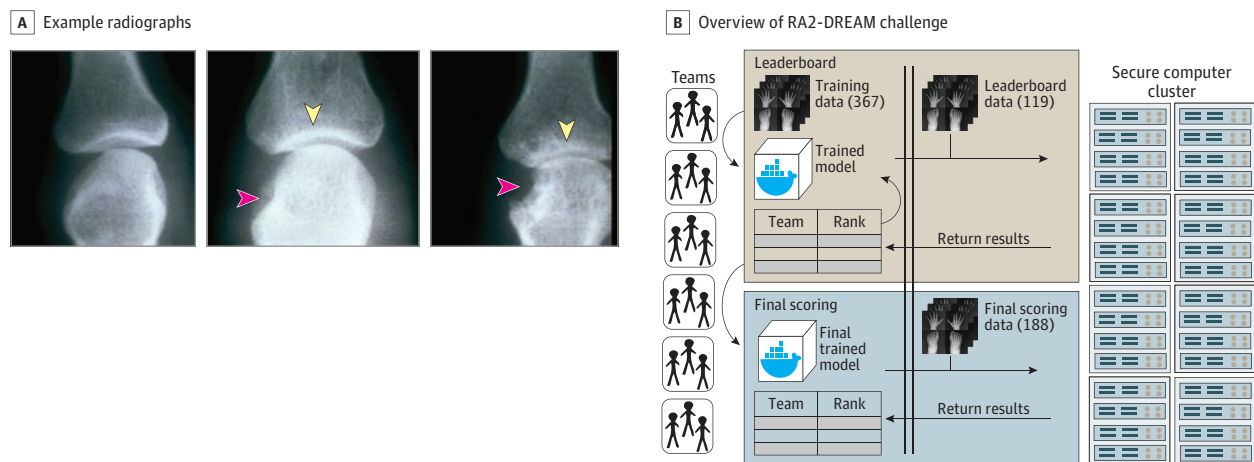 A Example radiographs
B Overview of RA2-DREAM challenge
Teams
Leaderboard
Training
data (367)
Leaderboard
data (119)
Trained
model
Team Rank
Return results
Final scoring
Final
trained
model
Final scoring
data (188)
Team Rank
Return results
Secure computer
cluster